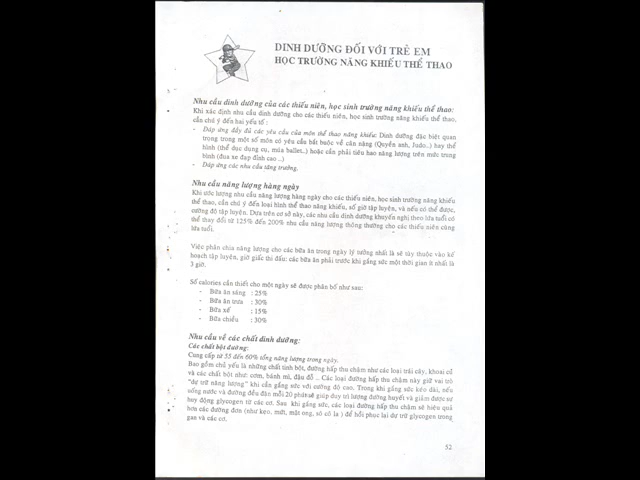 DINH DƯỠNG ĐỐI VỚI TRẺ EM
HỌC TRƯỜNG NĂNG KHIẾU THỂ THAO
Nhu cầu dinh dưỡng của các thiếu niên, học sinh trường năng khiếu thể thao:
Khi xác định nhu cầu dinh dưỡng cho các thiếu niên, học sinh trường năng khiếu thể thao,
cần chú ý đến hai yếu tố :
- Đáp ứng đầy đủ các yêu cầu của môn thể thao năng khiếu: Dinh dưỡng đặc biệt quan
trọng trong một số môn có yêu cầu bắt buộc về cân nặng (Quyền anh, Judo..) hay thể
hình (thể dục dụng cụ, múa ballet..) hoặc cần phải tiêu hao năng lượng trên mức trung
bình (đua xe đạp đỉnh cao ...)
- Đáp ứng các nhu cầu tăng trưởng.
Nhu cầu năng lượng hàng ngày
Khi ước lượng nhu cầu năng lượng hàng ngày cho các thiếu niên, học sinh trường năng khiếu
thể thao, cần chú ý đến loại hình thể thao năng khiếu, số giờ tập luyện, và nếu có thể được,
cường độ tập luyện. Dựa trên cơ sở này, các nhu cầu dinh dưỡng khuyến nghị theo lứa tuổi có
thể thay đổi từ 125% đến 200% nhu cầu năng lượng thông thường cho các thiếu niên cùng
lứa tuổi.
Việc phân chia năng lượng cho các bữa ăn trong ngày lý tưởng nhất là sẽ tùy thuộc vào kế
hoạch tập luyện, giờ giấc thi đấu: các bữa ăn phải trước khi gắng sức một thời gian ít nhất là
3 giờ.
Số calories cần thiết cho một ngày sẽ được phân bố như sau:
- Bữa ăn sáng : 25%
- Bữa ăn trưa : 30%
- Bữa xế : 15%
- Bữa chiều : 30%
Nhu cầu về các chất dinh dưỡng:
Các chất bột đường:
Cung cấp từ 55 đến 60% tổng năng lượng trong ngày.
Bao gồm chủ yếu là những chất tinh bột, đường hấp thu chậm như các loại trái cây, khoai củ
và các chất bột như: cơm, bánh mì, đậu đỗ ... Các loại đường hấp thu chậm này giữ vai trò
"dự trữ năng lượng" khi cần gắng sức với cường độ cao. Trong khi gắng sức kéo dài, nếu
uống nước và đường đều đặn mỗi 20 phút sẽ giúp duy trì lượng đường huyết và giảm được sự
huy động glycogen từ các cơ. Sau khi gắng sức, các loại đường hấp thu chậm sẽ hiệu quả
hơn các đường đơn (như kẹo, mứt, mật ong, sô cô la ) để hồi phục lại dự trữ glycogen trong
gan và các cơ.
52